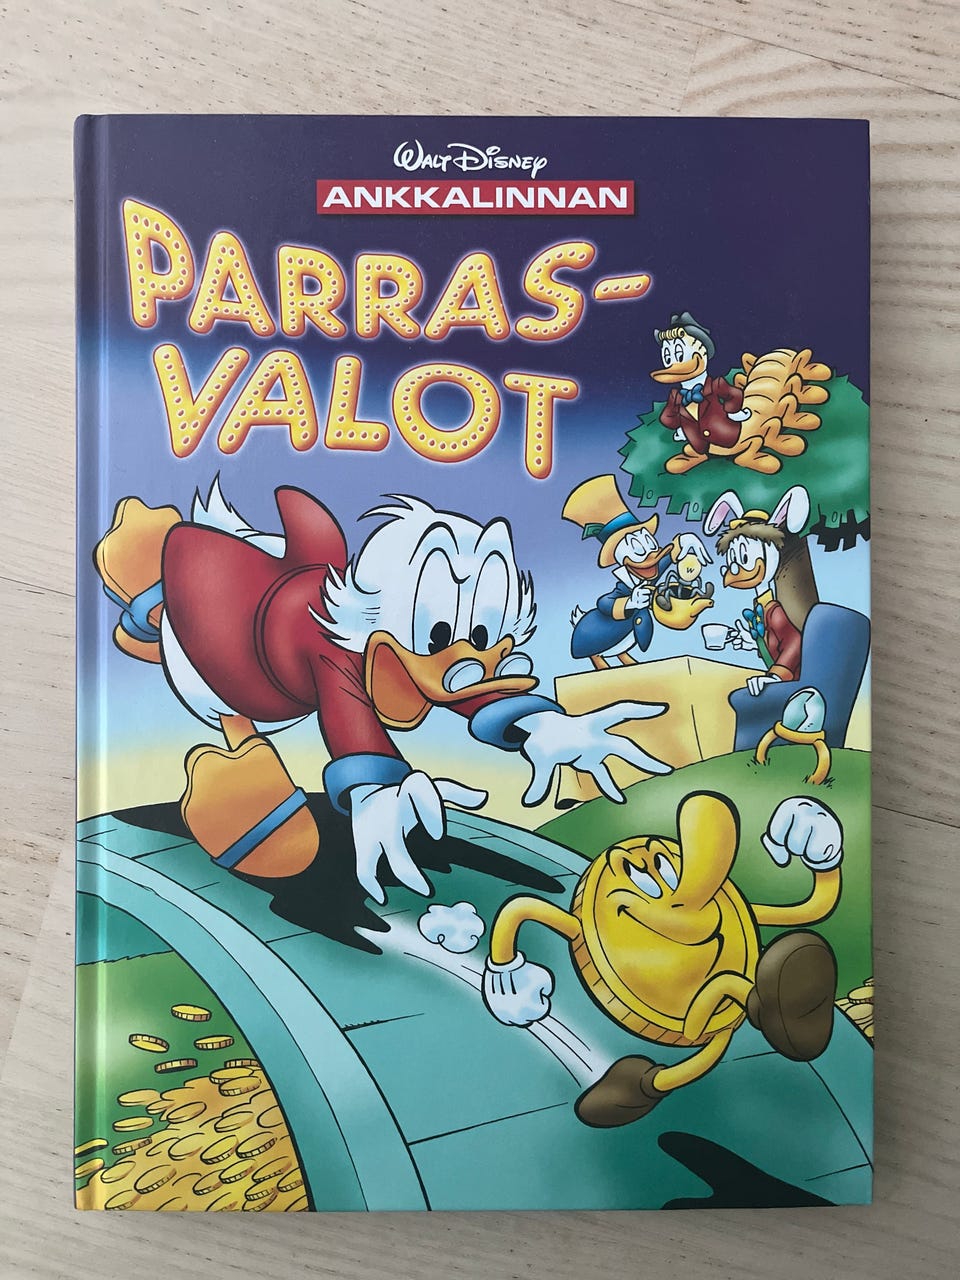 WALT DISNEY
ANKKALINNAN
PARRAS-
VALOT